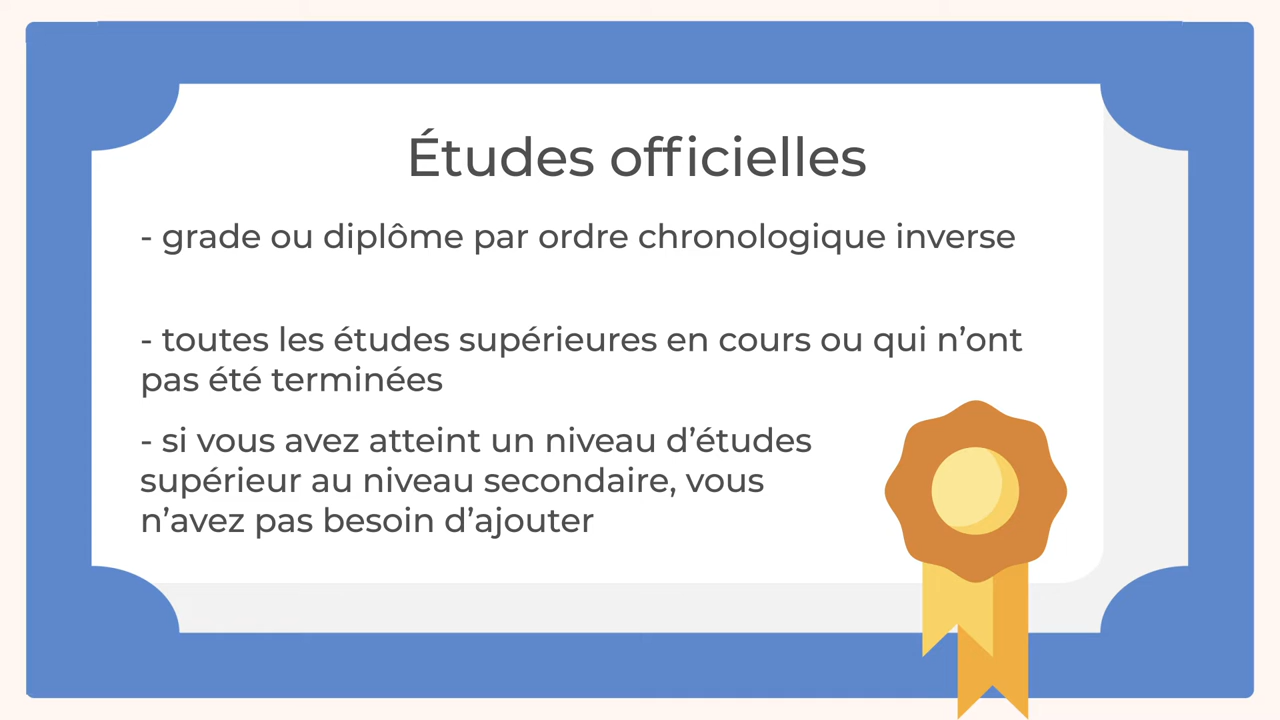 Études officielles
- grade ou diplôme par ordre chronologique inverse
- toutes les études supérieures en cours ou qui n’ont
pas été terminées
- si vous avez atteint un niveau d’études
supérieur au niveau secondaire, vous
n’avez pas besoin d’ajouter